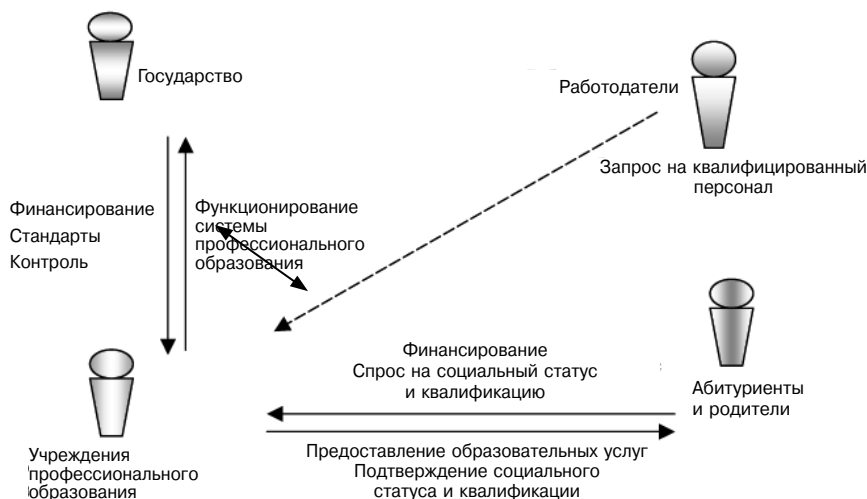 Государство
Работодатели
Запрос на квалифицированный
персонал
Финансирование
Стандарты
Контроль
Функционирование
системы
профессионального
образования
Финансирование
Спрос на социальный статус
и квалификацию
Абитуриенты
и родители
Учреждения
профессионального
образования
Предоставление образовательных услуг
Подтверждение социального
статуса и квалификации